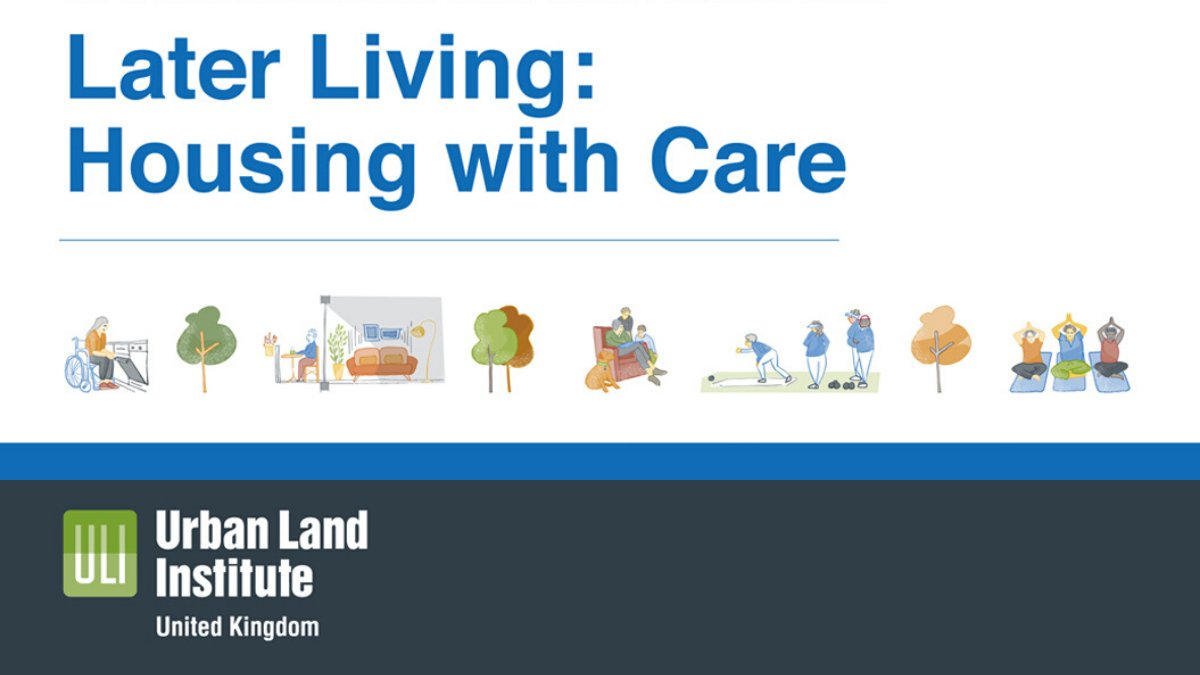 Later Living:
Housing with Care
ULI
Urban Land
Institute
United Kingdom